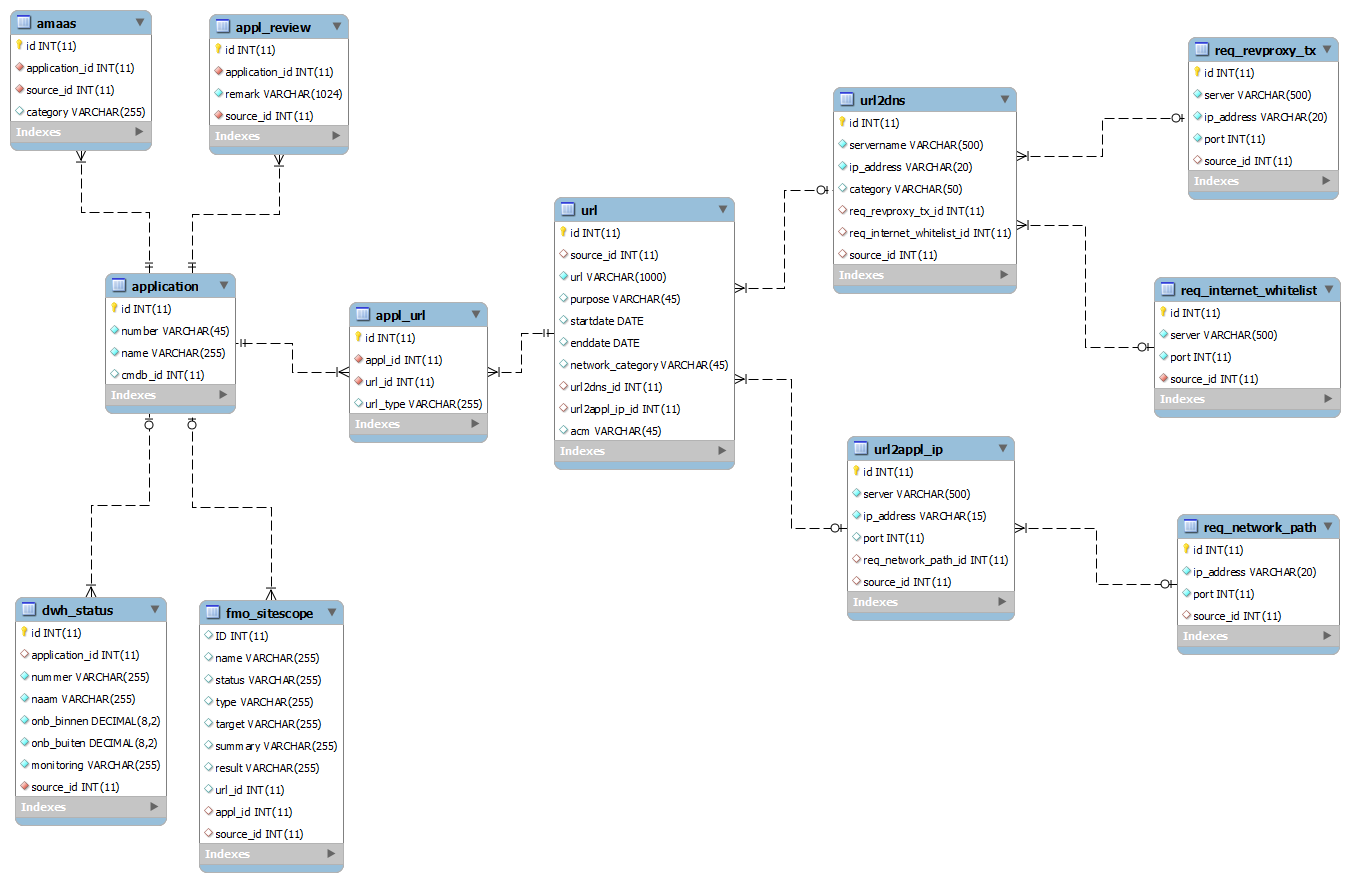 amaas
id INT(11)
application_id INT(11)
source_id INT(11)
category VARCHAR(255)
Indexes
appl_review
id INT(11)
application_id INT(11)
remark VARCHAR(1024)
source_id INT(11)
Indexes
application
id INT(11)
number VARCHAR(45)
name VARCHAR(255)
cmdb_id INT(11)
Indexes
appl_url
id INT(11)
appl_id INT(11)
url_id INT(11)
url_type VARCHAR(255)
Indexes
url
id INT(11)
source_id INT(11)
url VARCHAR(1000)
purpose VARCHAR(45)
startdate DATE
enddate DATE
network_category VARCHAR(45)
url2dns_id INT(11)
url2appl_ip_id INT(11)
acm VARCHAR(45)
Indexes
url2dns
id INT(11)
servername VARCHAR(500)
ip_address VARCHAR(20)
category VARCHAR(50)
req_revproxy_tx_id INT(11)
req_internet_whitelist_id INT(11)
source_id INT(11)
Indexes
req_revproxy_tx
id INT(11)
server VARCHAR(500)
ip_address VARCHAR(20)
port INT(11)
source_id INT(11)
Indexes
req_internet_whitelist
id INT(11)
server VARCHAR(500)
port INT(11)
source_id INT(11)
Indexes
url2appl_ip
id INT(11)
server VARCHAR(500)
ip_address VARCHAR(15)
port INT(11)
req_network_path_id INT(11)
source_id INT(11)
Indexes
req_network_path
id INT(11)
ip_address VARCHAR(20)
port INT(11)
source_id INT(11)
Indexes
dwh_status
id INT(11)
application_id INT(11)
nummer VARCHAR(255)
naam VARCHAR(255)
onb_binnen DECIMAL(8,2)
onb_buiten DECIMAL(8,2)
monitoring VARCHAR(255)
source_id INT(11)
Indexes
fmo_sitescope
ID INT(11)
name VARCHAR(255)
status VARCHAR(255)
type VARCHAR(255)
target VARCHAR(255)
summary VARCHAR(255)
result VARCHAR(255)
url_id INT(11)
appl_id INT(11)
source_id INT(11)
Indexes